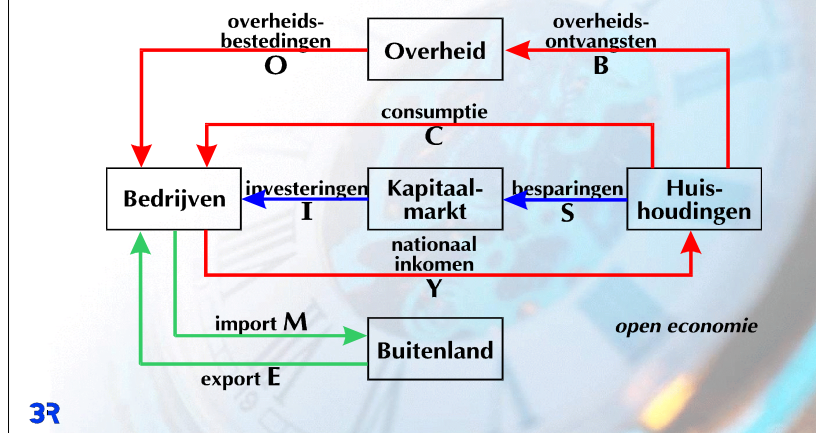 overheids-
bestedingen
O
Overheid
overheids-
ontvangsten
B
consumptie
C
Bedrijven
investeringen
I
Kapitaal-
markt
besparingen
S
Huis-
houdingen
nationaal
inkomen
Y
import M
open economie
Buitenland
export E
3R